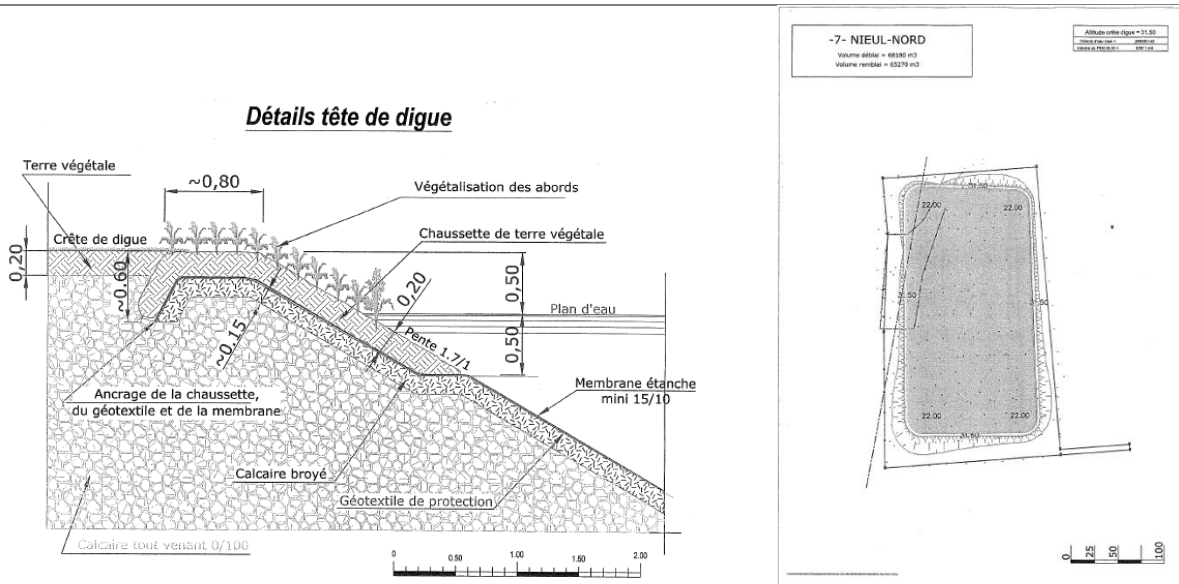 Détails tête de digue
Terre végétale
~0,80
Végétalisation des abords
Crête de digue
Chaussette de terre végétale
0,20
~0.60
0,20
0,50
Plan d'eau
~0,15
Pente 1.7/1
0,50
Ancrage de la chaussette,
du géotextile et de la membrane
Membrane étanche
mini 15/10
Calcaire broyé
Géotextile de protection
Calcaire tout venant 0/100
0 0.50 1.00 1.50 2.00
-7- NIEUL-NORD
Volume déblai = 68180 m3
Volume remblai = 65270 m3
Altitude crête digue = 31.50
31.50
22.00 22.00
31.50
22.00 22.00
31.50
0 25 50 100